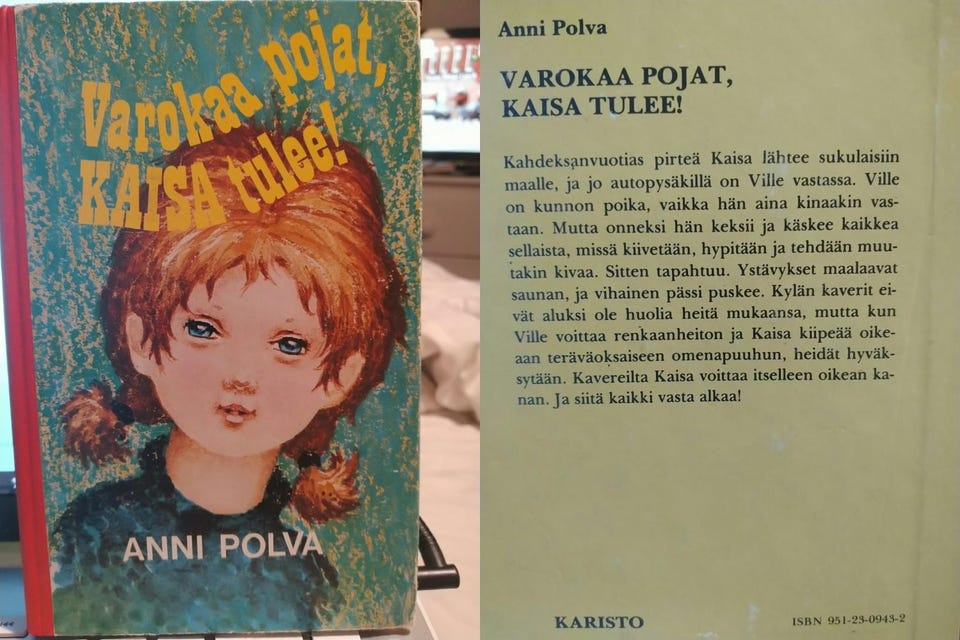 Varokaa pojat,
KAISA tulee!
ANNI POLVA
Anni Polva
VAROKAA POJAT,
KAISA TULEE!
Kahdeksanvuotias pirteä Kaisa lähtee sukulaisiin
maalle, ja jo autopysäkillä on Ville vastassa. Ville
on kunnon poika, vaikka hän aina kinaakin vas-
taan. Mutta onneksi hän keksii ja käskee kaikkea
sellaista, missä kiivetään, hypitään ja tehdään muu-
takin kivaa. Sitten tapahtuu. Ystävykset maalaavat
saunan, ja vihainen pässi puskee. Kylän kaverit ei-
vät aluksi ole huolia heitä mukaansa, mutta kun
Ville voittaa renkaanheiton ja Kaisa kiipeää oike-
aan teräväoksaiseen omenapuuhun, heidät hyväk-
sytään. Kavereilta Kaisa voittaa itselleen oikean ka-
nan. Ja siitä kaikki vasta alkaa!
KARISTO
ISBN 951-23-0943-2